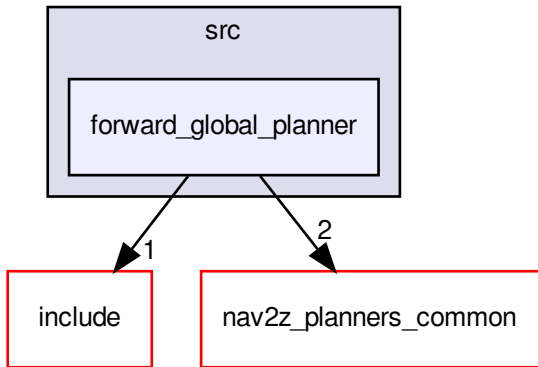 src
forward_global_planner
1
2
include
nav2z_planners_common